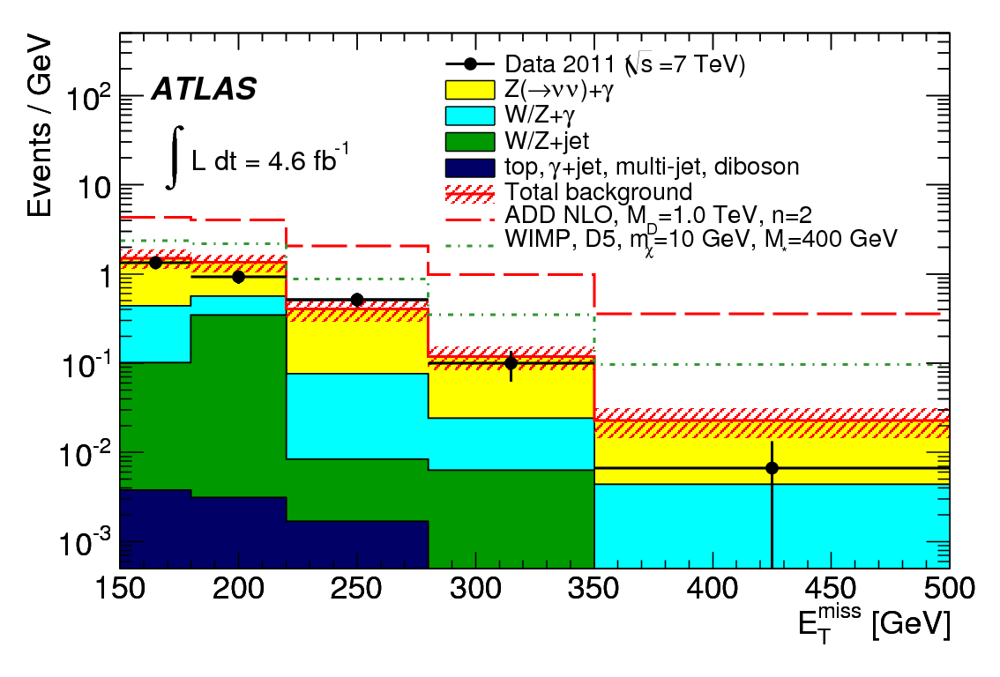 Events / GeV
10²
10
1
10⁻¹
10⁻²
10⁻³
ATLAS
∫ L dt = 4.6 fb⁻¹
Data 2011 (√s =7 TeV)
Z(→νν)+γ
W/Z+γ
W/Z+jet
top, γ+jet, multi-jet, diboson
Total background
ADD NLO, M_D=1.0 TeV, n=2
WIMP, D5, m_χ=10 GeV, M_*=400 GeV
150 200 250 300 350 400 450 500
E_T^miss [GeV]